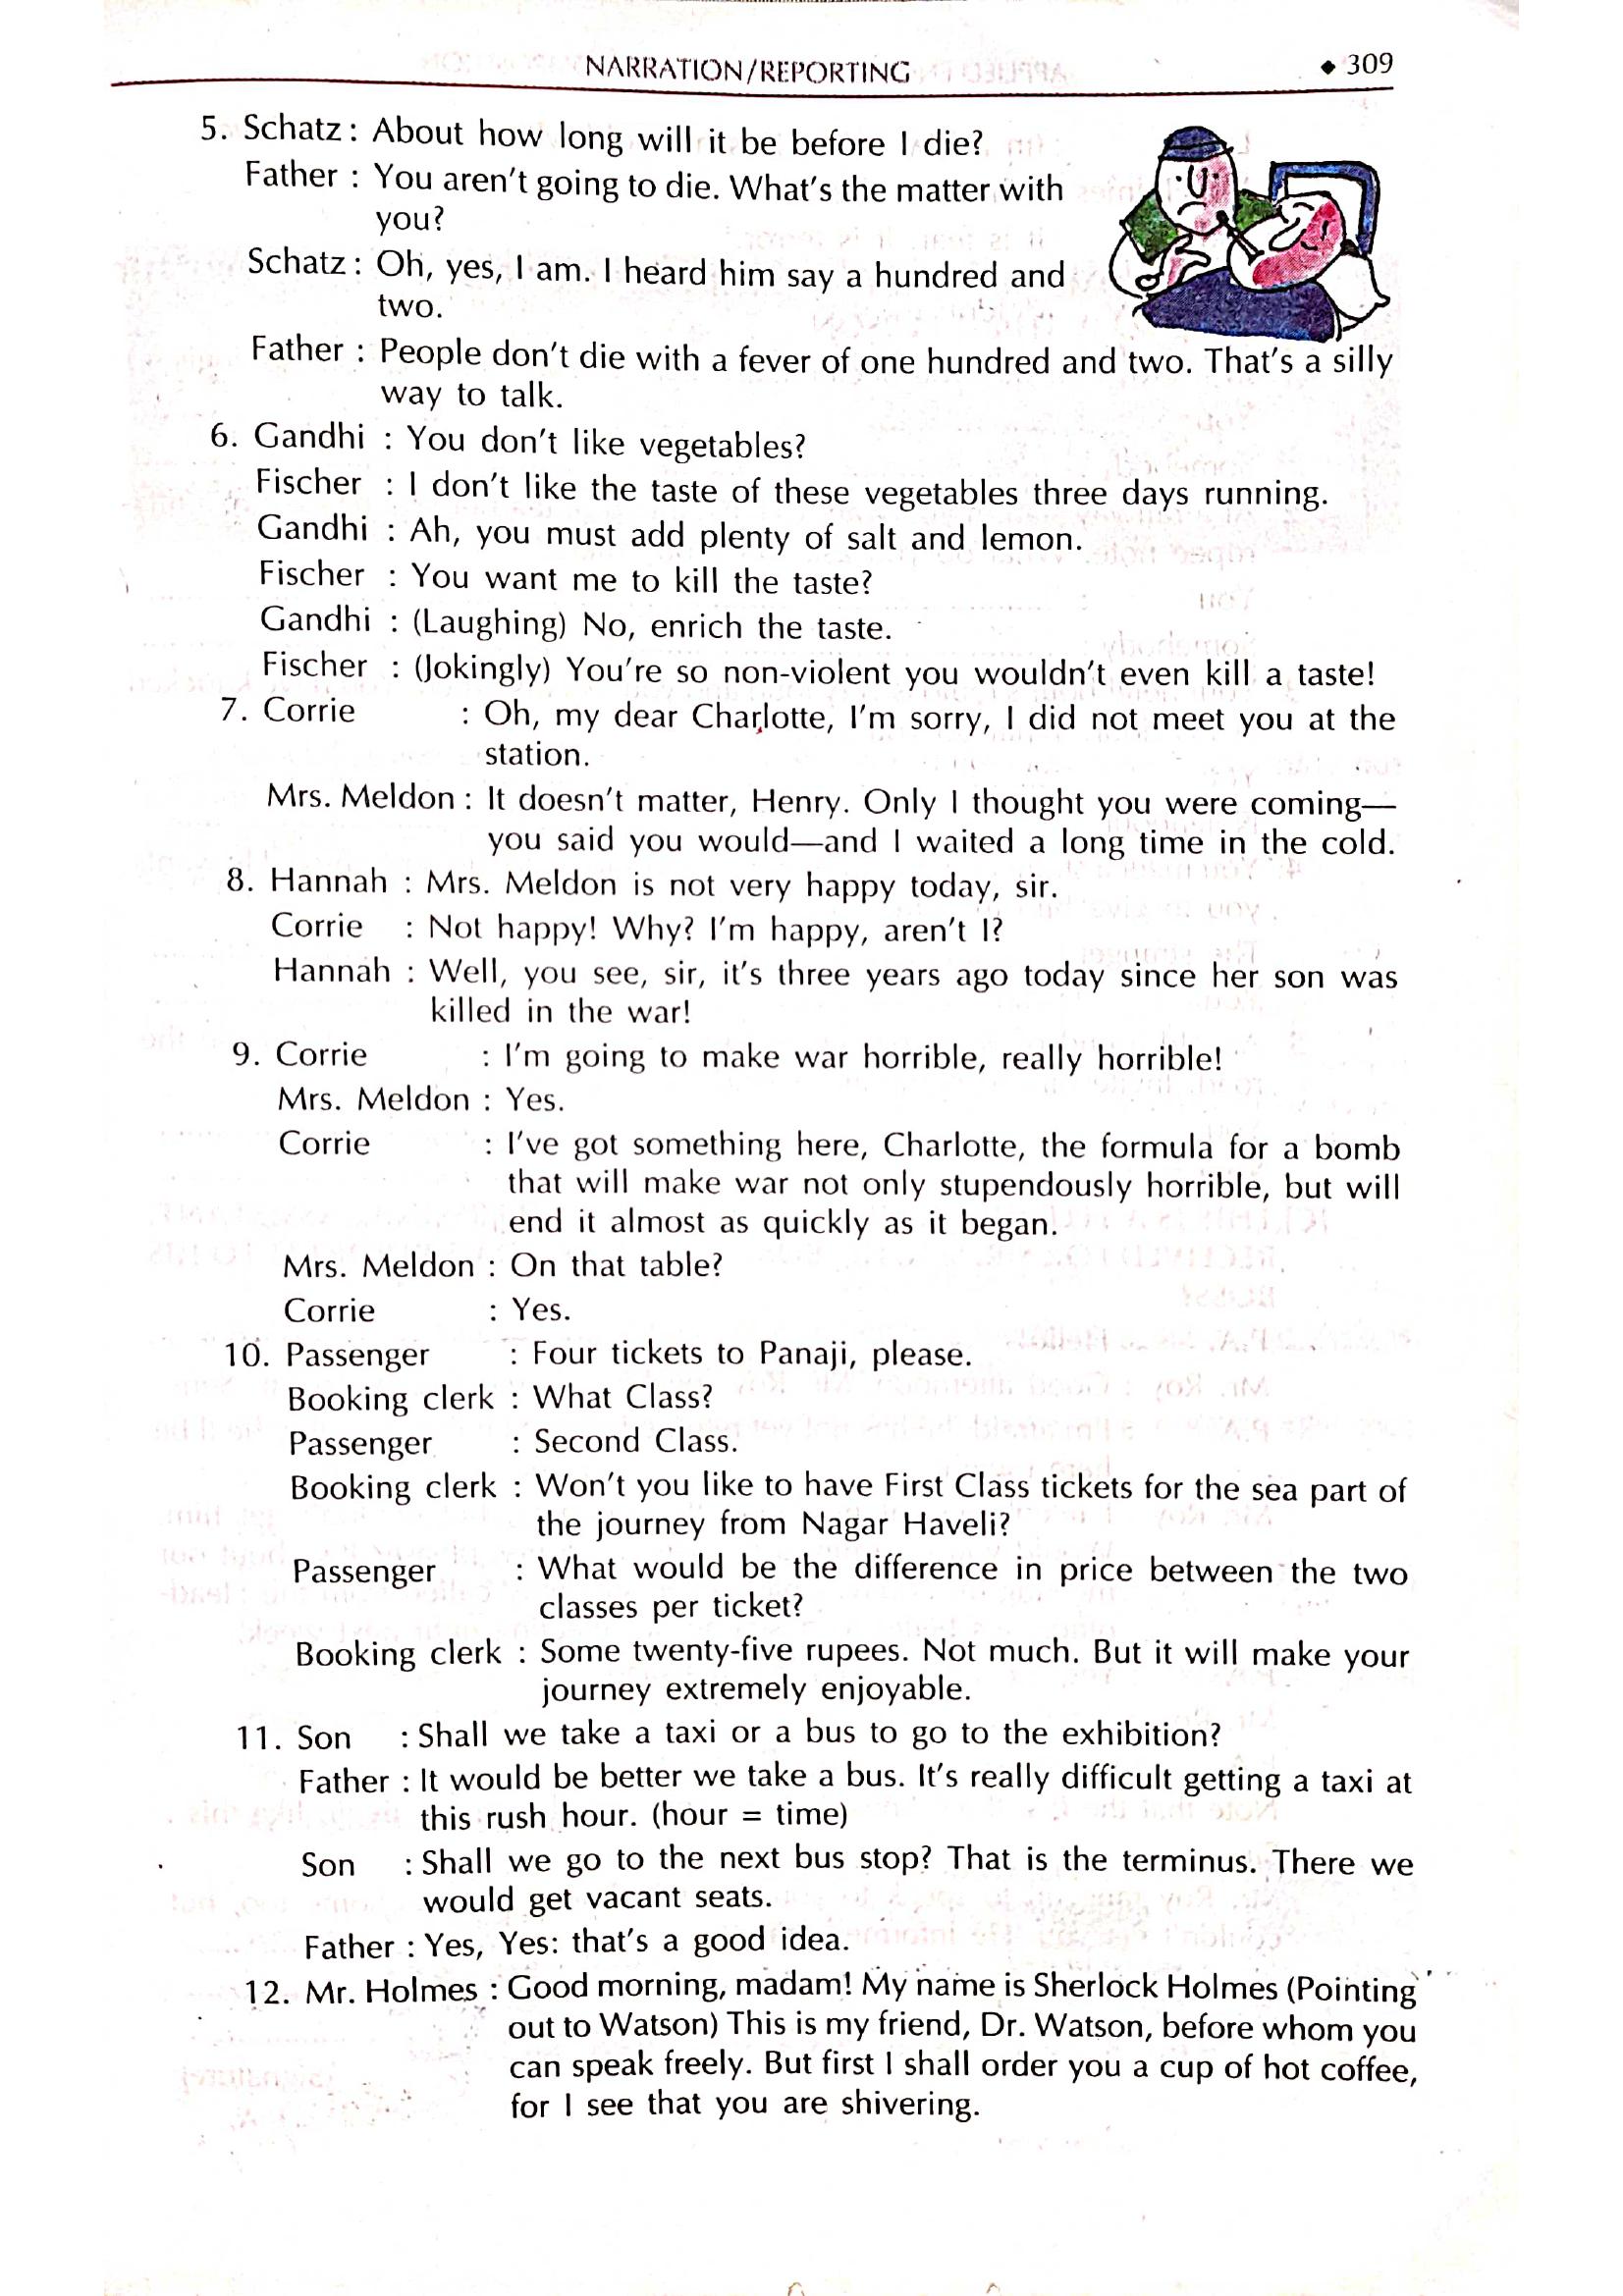 NARRATION/REPORTING ♦ 309
5. Schatz : About how long will it be before I die?
Father : You aren't going to die. What's the matter with
you?
Schatz : Oh, yes, I am. I heard him say a hundred and
two.
Father : People don't die with a fever of one hundred and two. That's a silly
way to talk.
6. Gandhi : You don't like vegetables?
Fischer : I don't like the taste of these vegetables three days running.
Gandhi : Ah, you must add plenty of salt and lemon.
Fischer : You want me to kill the taste?
Gandhi : (Laughing) No, enrich the taste.
Fischer : (Jokingly) You're so non-violent you wouldn't even kill a taste!
7. Corrie : Oh, my dear Charlotte, I'm sorry, I did not meet you at the
station.
Mrs. Meldon : It doesn't matter, Henry. Only I thought you were coming—
you said you would—and I waited a long time in the cold.
8. Hannah : Mrs. Meldon is not very happy today, sir.
Corrie : Not happy! Why? I'm happy, aren't I?
Hannah : Well, you see, sir, it's three years ago today since her son was
killed in the war!
9. Corrie : I'm going to make war horrible, really horrible!
Mrs. Meldon : Yes.
Corrie : I've got something here, Charlotte, the formula for a bomb
that will make war not only stupendously horrible, but will
end it almost as quickly as it began.
Mrs. Meldon : On that table?
Corrie : Yes.
10. Passenger : Four tickets to Panaji, please.
Booking clerk : What Class?
Passenger : Second Class.
Booking clerk : Won't you like to have First Class tickets for the sea part of
the journey from Nagar Haveli?
Passenger : What would be the difference in price between the two
classes per ticket?
Booking clerk : Some twenty-five rupees. Not much. But it will make your
journey extremely enjoyable.
11. Son : Shall we take a taxi or a bus to go to the exhibition?
Father : It would be better we take a bus. It's really difficult getting a taxi at
this rush hour. (hour = time)
Son : Shall we go to the next bus stop? That is the terminus. There we
would get vacant seats.
Father : Yes, Yes: that's a good idea.
12. Mr. Holmes : Good morning, madam! My name is Sherlock Holmes (Pointing
out to Watson) This is my friend, Dr. Watson, before whom you
can speak freely. But first I shall order you a cup of hot coffee,
for I see that you are shivering.